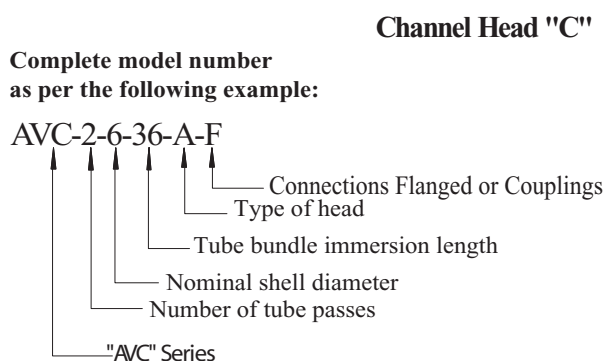 Channel Head "C"
Complete model number
as per the following example:
AVC-2-6-36-A-F
Connections Flanged or Couplings
Type of head
Tube bundle immersion length
Nominal shell diameter
Number of tube passes
"AVC" Series